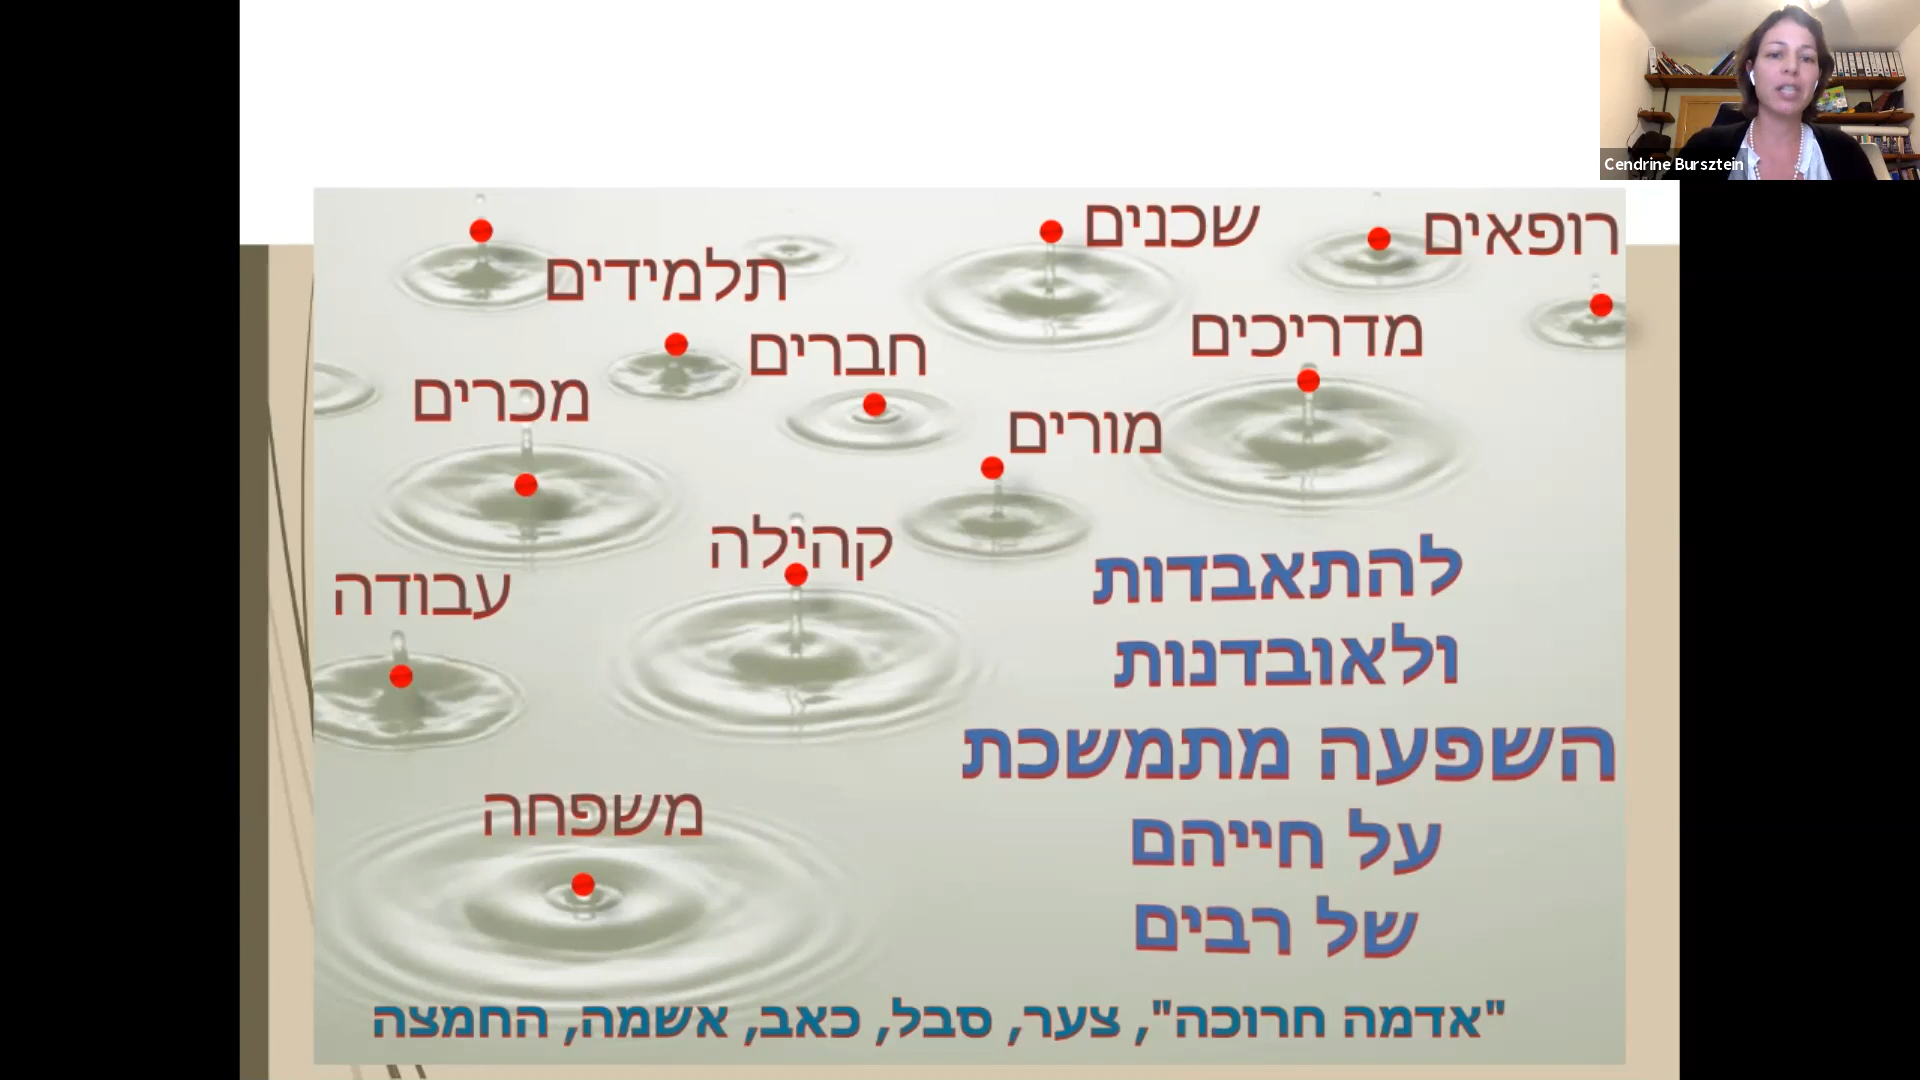 Cendrine Bursztein
רופאים
שכנים
תלמידים
מדריכים
חברים
מכרים
מורים
קהילה
עבודה
משפחה
להתאבדות
ולאובדנות
השפעה מתמשכת
על חייהם
של רבים
"אדמה חרוכה", צער, סבל, כאב, אשמה, החמצה